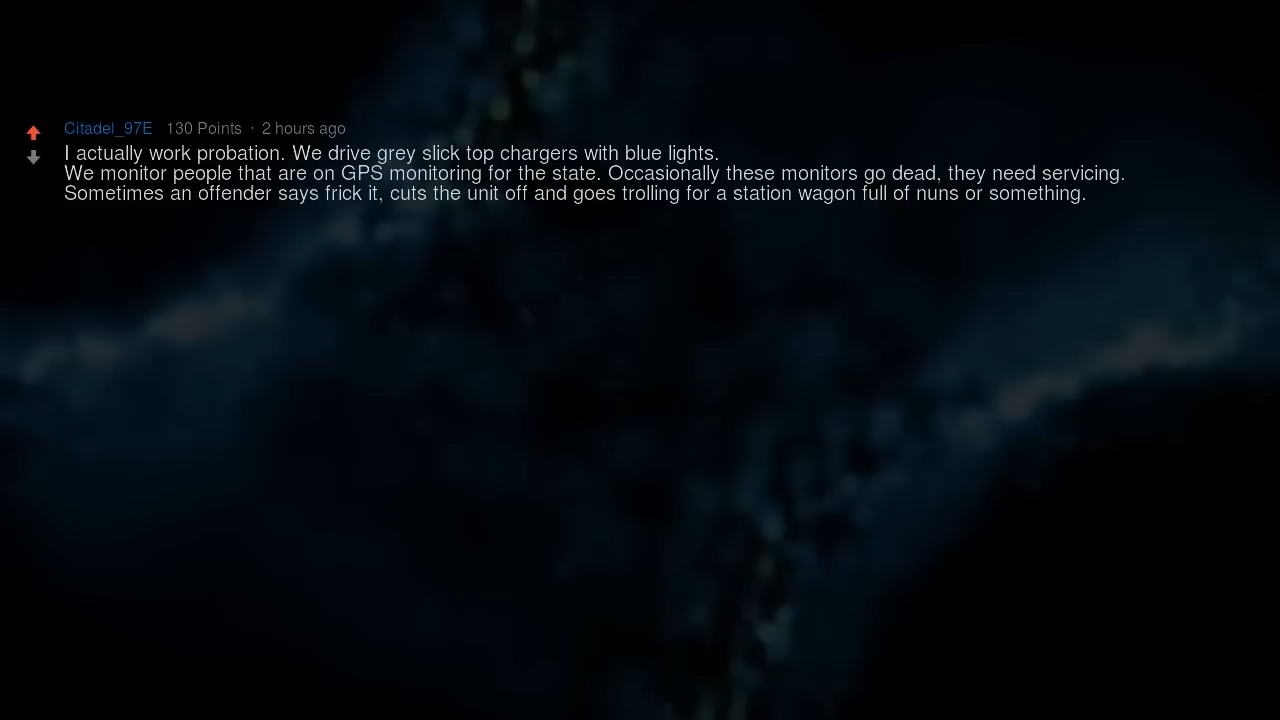 Citadel_97E 130 Points · 2 hours ago
I actually work probation. We drive grey slick top chargers with blue lights.
We monitor people that are on GPS monitoring for the state. Occasionally these monitors go dead, they need servicing.
Sometimes an offender says frick it, cuts the unit off and goes trolling for a station wagon full of nuns or something.